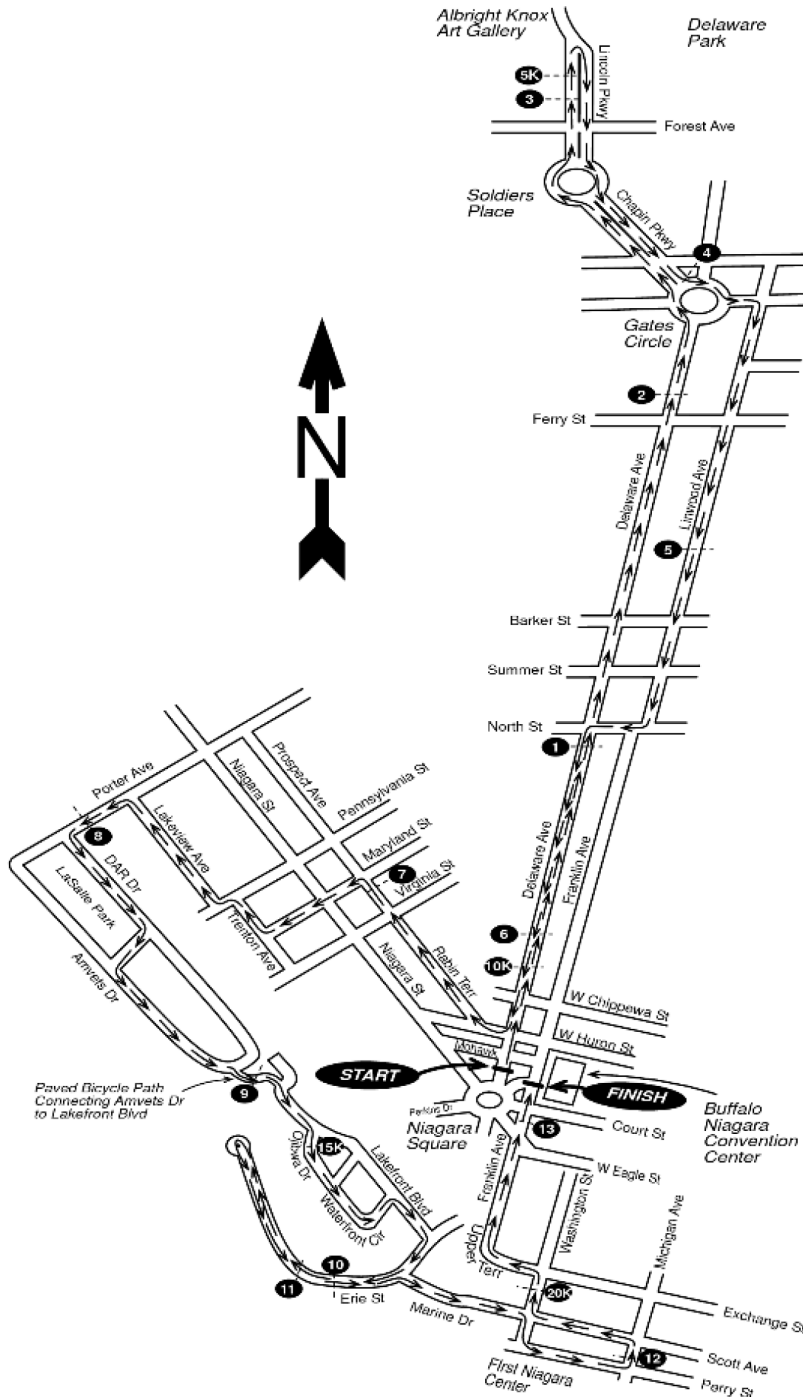 Albright Knox
Art Gallery
Delaware
Park
Lincoln Pkwy
5K
3
Forest Ave
Soldiers
Place
Chapin Pkwy
4
Gates
Circle
2
Ferry St
N
Delaware Ave
Linwood Ave
5
Barker St
Summer St
North St
1
Porter Ave
Prospect Ave
Niagara St
Pennsylvania St
Lakeview Ave
Maryland St
8
DAR Dr
7
Virginia St
LaSalle Park
Trenton Ave
Delaware Ave
Franklin Ave
6
10K
Niagara St
Rabin Terr
Amvets Dr
W Chippewa St
W Huron St
Mohawk
START
FINISH
Paved Bicycle Path
Connecting Amvets Dr
to Lakefront Blvd
9
Perkins Dr
Niagara
Square
Court St
Buffalo
Niagara
Convention
Center
13
15K
Ojibwa Dr
Lakefront Blvd
Franklin Ave
W Eagle St
Washington St
Michigan Ave
Waterfront Cir
Upper
Terr
10
11
Erie St
20K
Marine Dr
Exchange St
12
Scott Ave
First Niagara
Center
Perry St